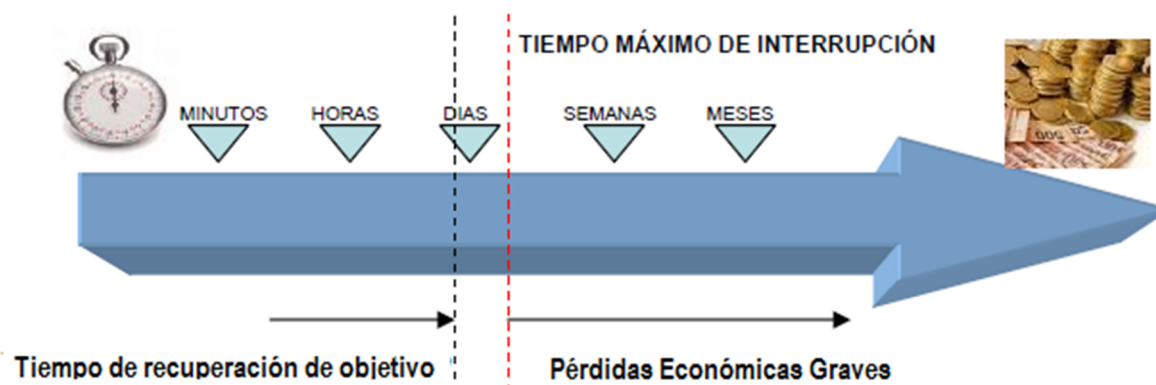 TIEMPO MÁXIMO DE INTERRUPCIÓN
MINUTOS HORAS DIAS SEMANAS MESES
Tiempo de recuperación de objetivo Pérdidas Económicas Graves